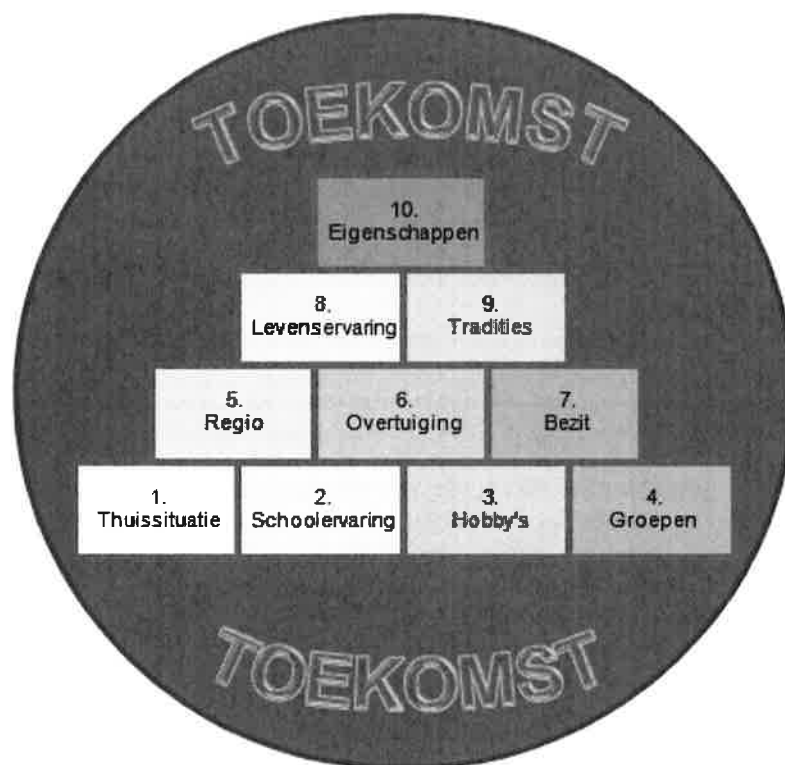 TOEKOMST
10.
Eigenschappen
8.
Levenservaring
9.
Tradities
5.
Regio
6.
Overtuiging
7.
Bezit
1.
Thuissituatie
2.
Schoolervaring
3.
Hobby's
4.
Groepen
TOEKOMST